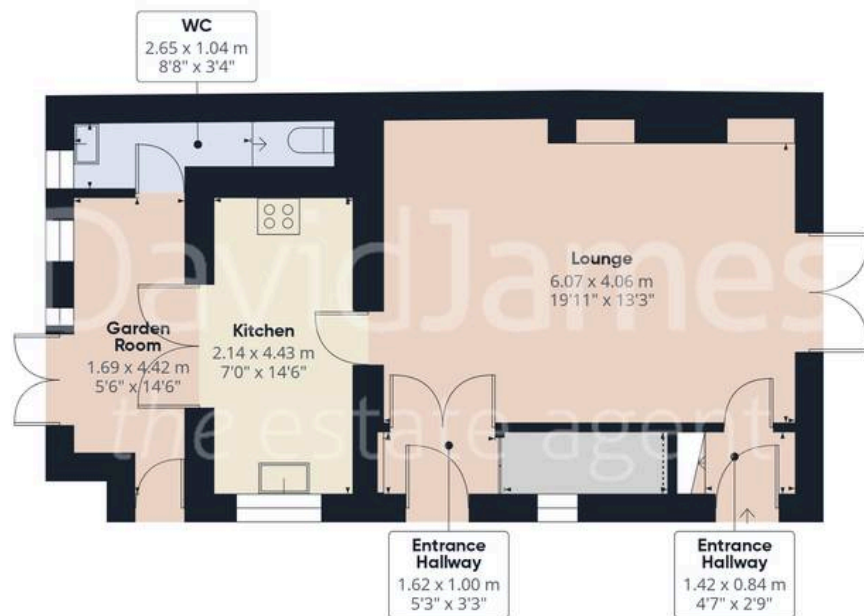 WC
2.65 x 1.04 m
8'8" x 3'4"
DavidJames
the estate agent
Lounge
6.07 x 4.06 m
19'11" x 13'3"
Garden
Room
1.69 x 4.42 m
5'6" x 14'6"
Kitchen
2.14 x 4.43 m
7'0" x 14'6"
Entrance
Hallway
1.62 x 1.00 m
5'3" x 3'3"
Entrance
Hallway
1.42 x 0.84 m
4'7" x 2'9"